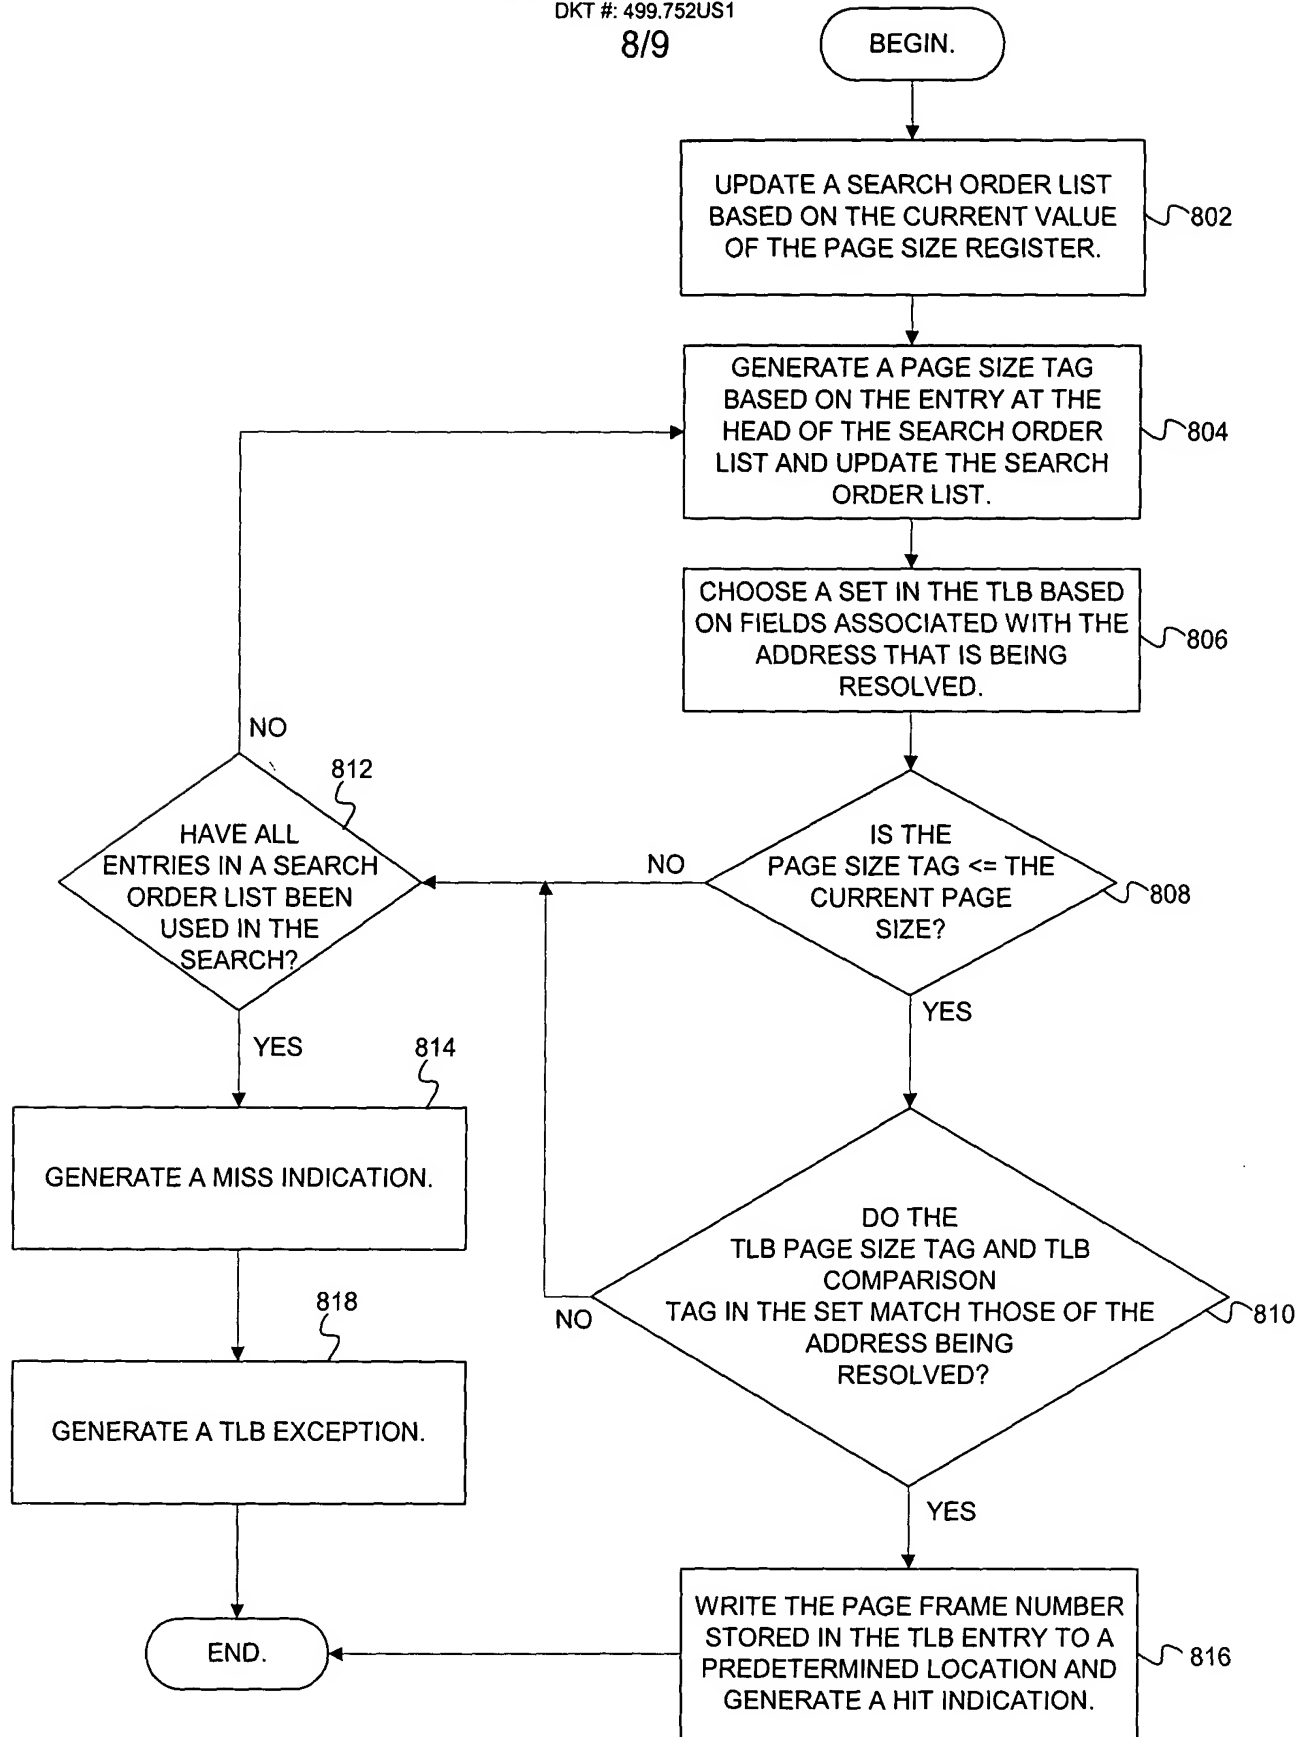 DKT #: 499.752US1
8/9
BEGIN.
UPDATE A SEARCH ORDER LIST
BASED ON THE CURRENT VALUE
OF THE PAGE SIZE REGISTER.
802
GENERATE A PAGE SIZE TAG
BASED ON THE ENTRY AT THE
HEAD OF THE SEARCH ORDER
LIST AND UPDATE THE SEARCH
ORDER LIST.
804
CHOOSE A SET IN THE TLB BASED
ON FIELDS ASSOCIATED WITH THE
ADDRESS THAT IS BEING
RESOLVED.
806
NO
812
HAVE ALL
ENTRIES IN A SEARCH
ORDER LIST BEEN
USED IN THE
SEARCH?
NO
IS THE
PAGE SIZE TAG <= THE
CURRENT PAGE
SIZE?
808
YES
YES
814
GENERATE A MISS INDICATION.
DO THE
TLB PAGE SIZE TAG AND TLB
COMPARISON
TAG IN THE SET MATCH THOSE OF THE
ADDRESS BEING
RESOLVED?
810
NO
818
GENERATE A TLB EXCEPTION.
YES
END.
WRITE THE PAGE FRAME NUMBER
STORED IN THE TLB ENTRY TO A
PREDETERMINED LOCATION AND
GENERATE A HIT INDICATION.
816